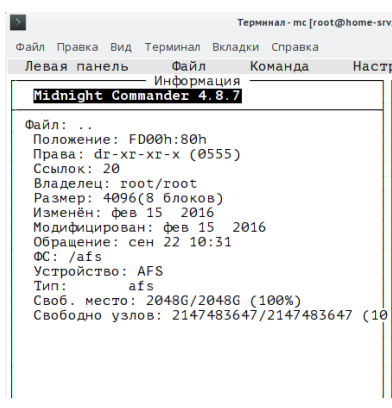 Терминал - mc [root@home-srv
Файл Правка Вид Терминал Вкладки Справка
Левая панель Файл Команда Настр
Информация
Midnight Commander 4.8.7
Файл: ..
Положение: FD00h:80h
Права: dr-xr-xr-x (0555)
Ссылок: 20
Владелец: root/root
Размер: 4096(8 блоков)
Изменён: фев 15 2016
Модифицирован: фев 15 2016
Обращение: сен 22 10:31
ФС: /afs
Устройство: AFS
Тип: afs
Своб. место: 2048G/2048G (100%)
Свободно узлов: 2147483647/2147483647 (10